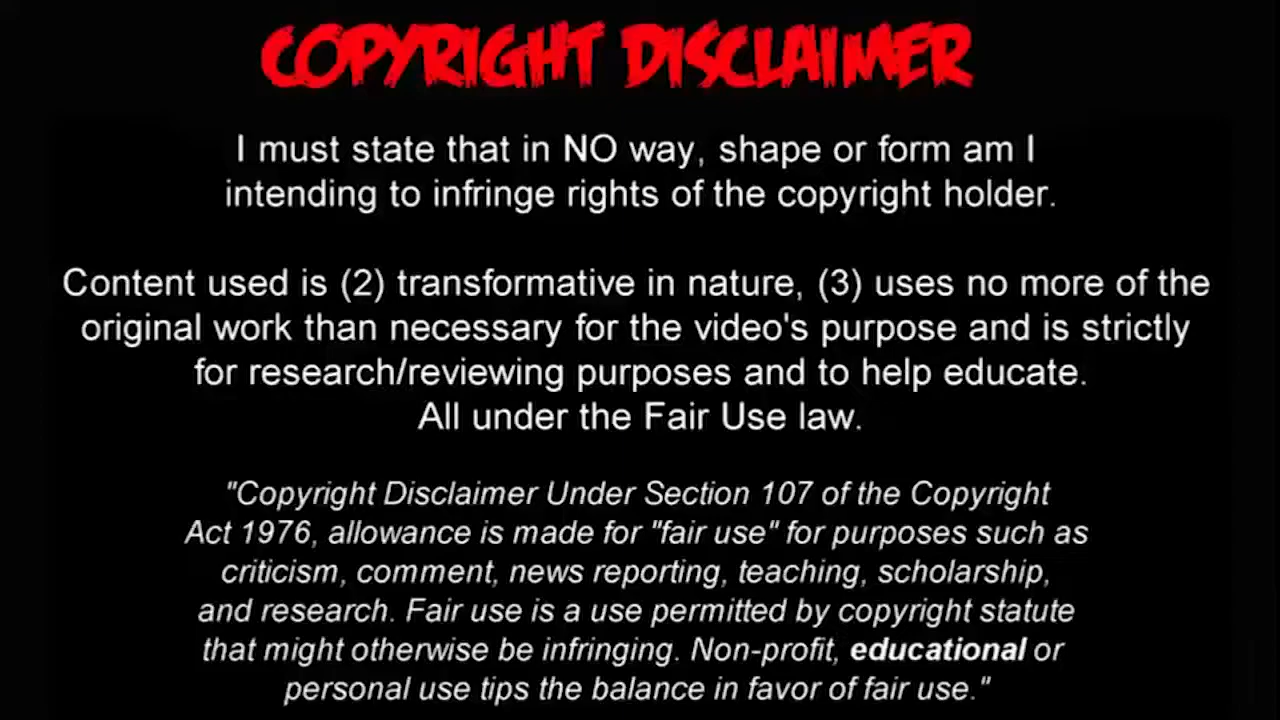 COPYRIGHT DISCLAIMER
I must state that in NO way, shape or form am I
intending to infringe rights of the copyright holder.
Content used is (2) transformative in nature, (3) uses no more of the
original work than necessary for the video's purpose and is strictly
for research/reviewing purposes and to help educate.
All under the Fair Use law.
"Copyright Disclaimer Under Section 107 of the Copyright
Act 1976, allowance is made for "fair use" for purposes such as
criticism, comment, news reporting, teaching, scholarship,
and research. Fair use is a use permitted by copyright statute
that might otherwise be infringing. Non-profit, educational or
personal use tips the balance in favor of fair use."